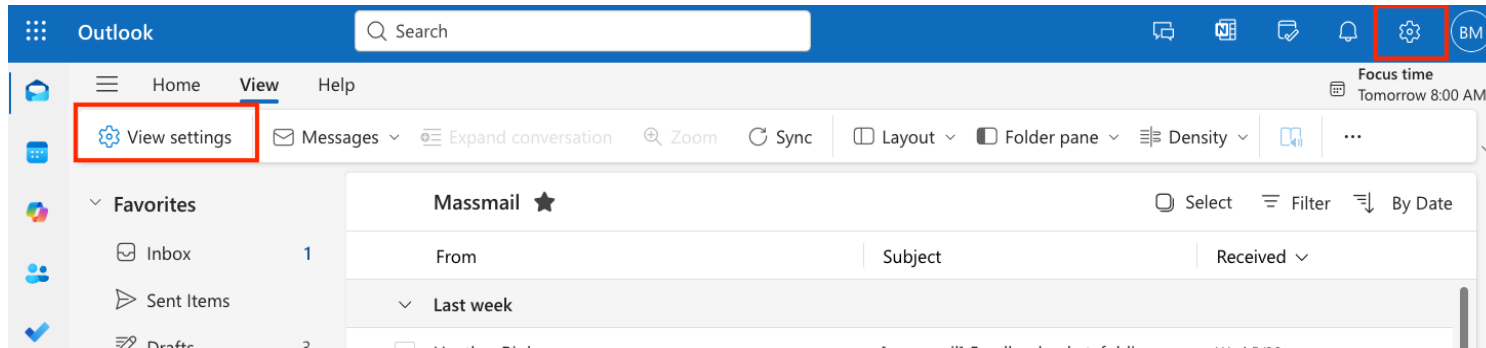 Outlook
Search
BM
Home View Help
Focus time
Tomorrow 8:00 AM
View settings Messages Expand conversation Zoom Sync Layout Folder pane Density
Favorites
Massmail
Select Filter By Date
Inbox 1
From Subject Received
Sent Items
Last week
Drafts